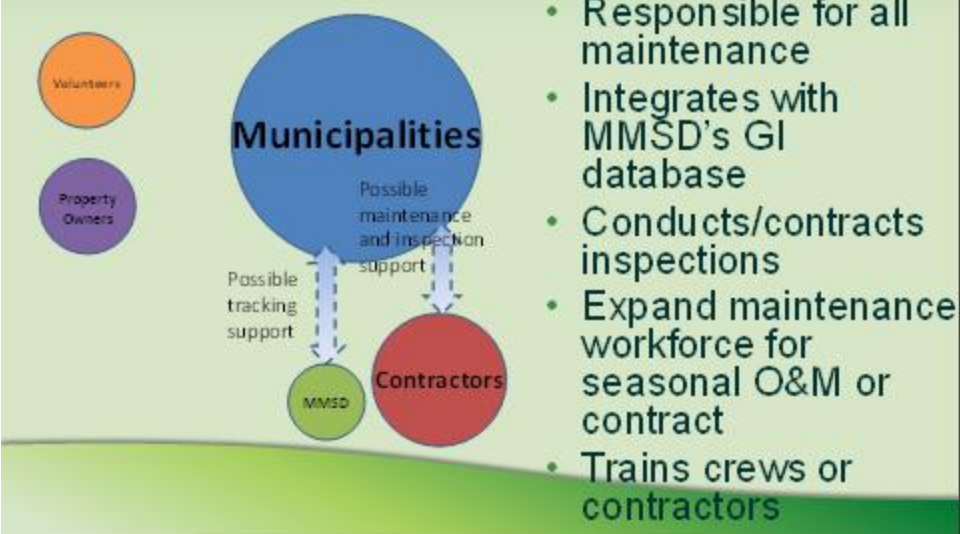 Volunteers
Property
Owners
Municipalities
Possible
maintenance
and inspection
support
Possible
tracking
support
MMSD
Contractors
• Responsible for all
maintenance
• Integrates with
MMSD's GI
database
• Conducts/contracts
inspections
• Expand maintenance
workforce for
seasonal O&M or
contract
• Trains crews or
contractors